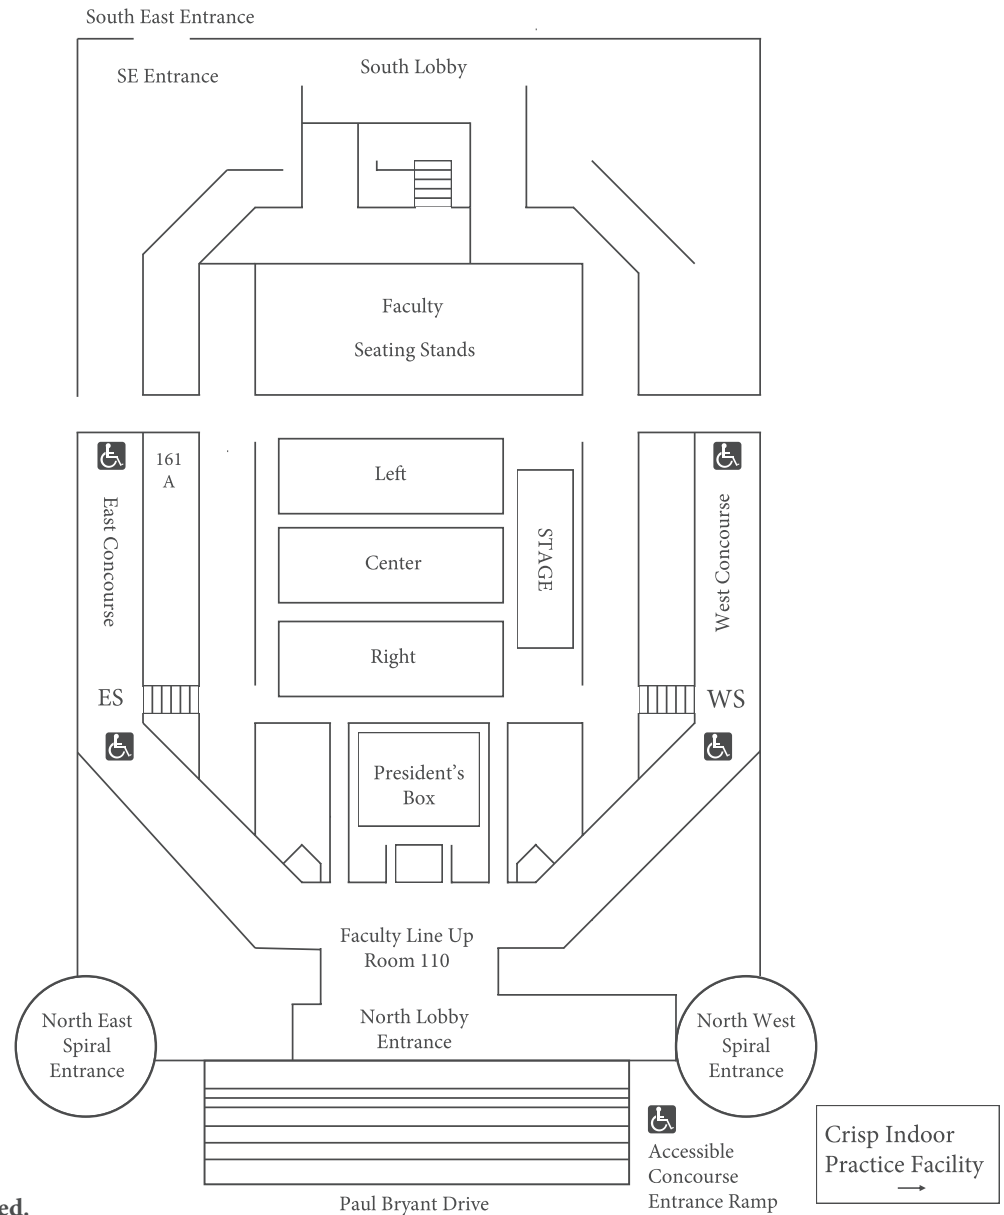 South East Entrance
SE Entrance
South Lobby
Faculty
Seating Stands
161
A
Left
East Concourse
STAGE
West Concourse
Center
Right
ES
WS
President's
Box
Faculty Line Up
Room 110
North East
Spiral
Entrance
North Lobby
Entrance
North West
Spiral
Entrance
Accessible
Concourse
Entrance Ramp
Crisp Indoor
Practice Facility
Paul Bryant Drive
ed.